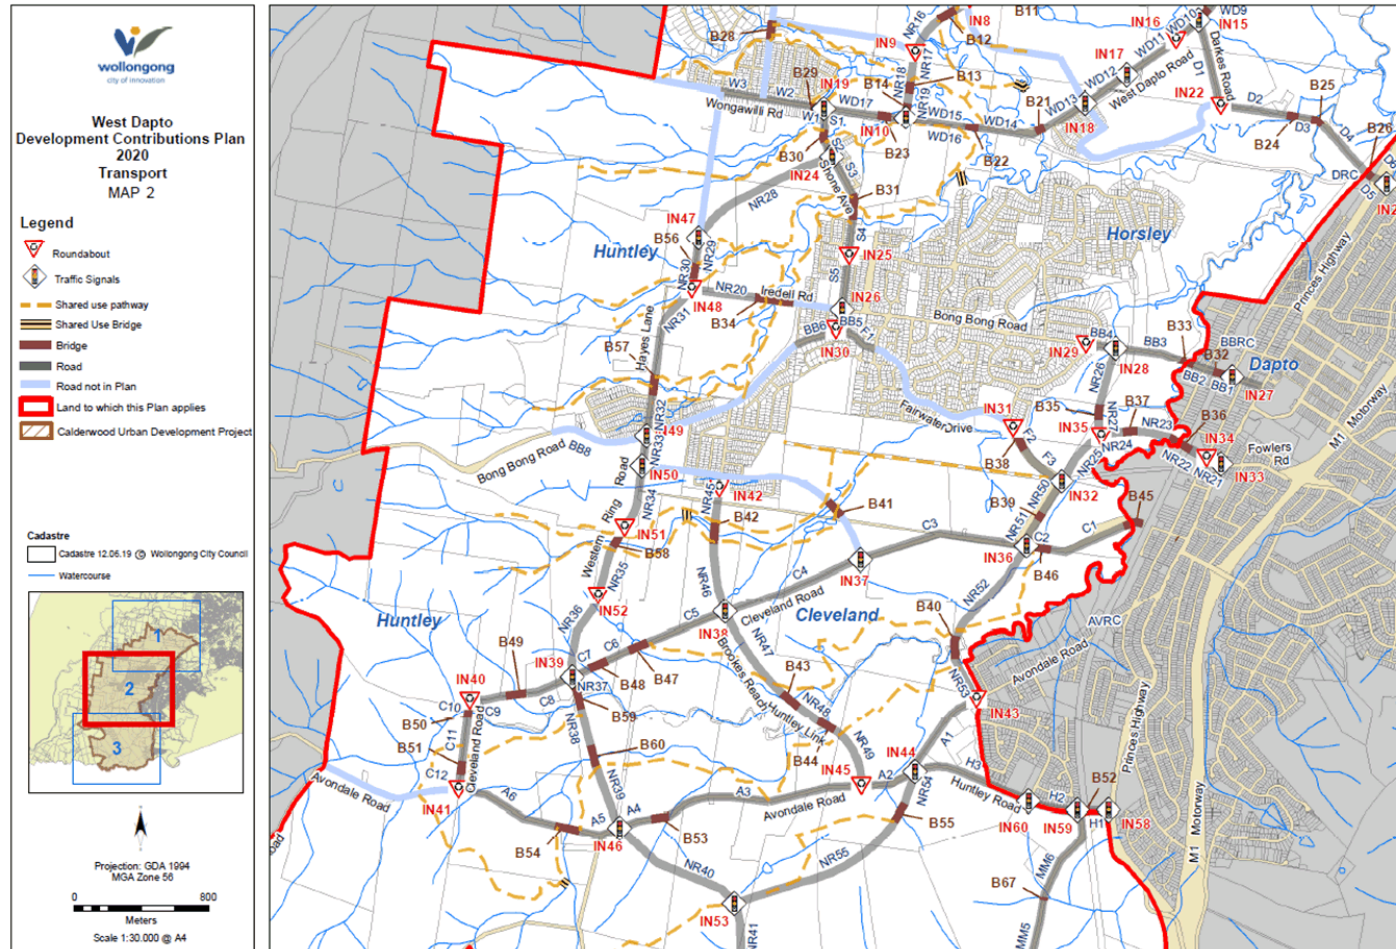 wollongong
city of innovation
West Dapto
Development Contributions Plan
2020
Transport
MAP 2
Legend
Roundabout
Traffic Signals
Shared use pathway
Shared Use Bridge
Bridge
Road
Road not in Plan
Land to which this Plan applies
Calderwood Urban Development Project
Cadastre
Cadastre 12.06.19 © Wollongong City Council
Watercourse
1
2
3
Projection: GDA 1994
MGA Zone 56
0 800
Meters
Scale 1:30.000 @ A4
B28
IN9
NR16
IN8
B11
B12
IN16
WD10
WD9
IN15
WD11
IN17
WD12
West Dapto Road
Darkes Road
D1
B29
IN19
B14
NR18
NR17
B13
NR19
W3
W2
Wongawilli Rd
W1
WD17
S1
IN10
B23
WD15
WD16
WD14
B21
WD13
IN18
IN22
D2
B25
B24
D3
D4
B26
B30
S2
IN24
Shone Ave
S3
B22
DRC
D5
D6
B31
NR28
IN47
B56
NR29
Huntley
S4
Horsley
IN25
NR30
S5
IN48
NR20
Iredell Rd
IN26
B34
NR31
BB6
BB5
F1
IN30
Bong Bong Road
Princes Highway
IN29
BB4
IN28
BB3
B33
BBRC
B32
BB2
BB1
Dapto
IN27
M1 Motorway
B57
Hayes Lane
NR32
NR26
Fairwater Drive
IN31
B35
B37
NR27
IN35
NR23
B36
IN34
NR24
NR25
NR22
NR21
Fowlers
Rd
IN33
IN49
NR33
Bong Bong Road
BB8
F2
B38
F3
IN50
Road
NR34
NR45
IN42
IN32
NR50
B39
B41
B45
Ring
IN51
B42
NR51
C3
C2
C1
B58
Western
NR35
IN36
B46
IN37
C4
NR46
NR52
IN52
NR36
Huntley
C5
Cleveland Road
IN38
Cleveland
B40
AVRC
Avondale Road
NR47
Brookes Reach
B49
IN39
C7
C6
B48
B47
IN40
C8
NR37
B43
NR53
C10
C9
B50
Cleveland Road
B59
NR48
Huntley Link
IN43
NR38
C11
B51
B60
B44
NR49
IN44
A1
H3
Princes Highway
C12
IN45
A2
Avondale Road
IN41
A6
NR39
A4
A3
Avondale Road
NR54
Huntley Road
B52
H2
M1 Motorway
A5
B53
B55
IN60
IN59
H1
IN58
B54
IN46
NR40
NR55
MM6
Road
B67
IN53
NR41
MM5